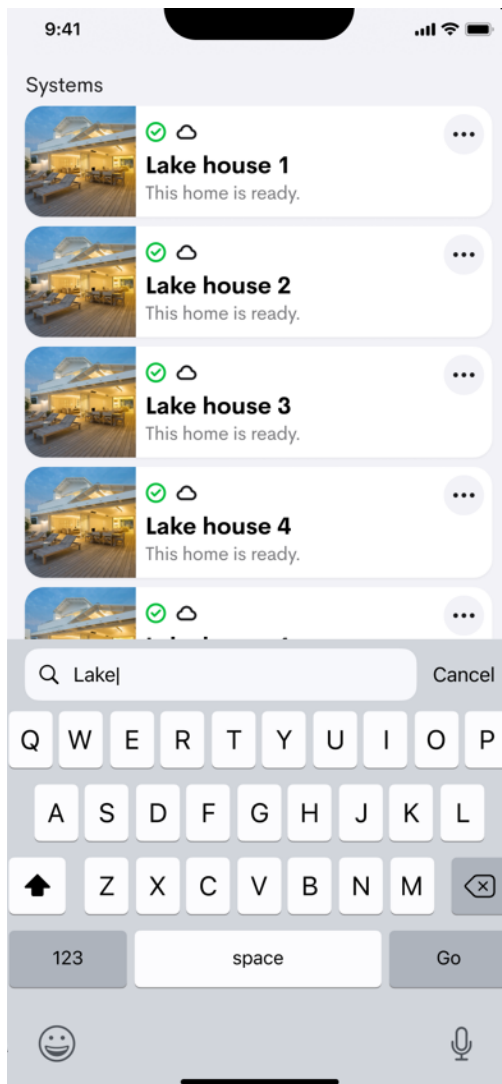 9:41
Systems
Lake house 1
This home is ready.
Lake house 2
This home is ready.
Lake house 3
This home is ready.
Lake house 4
This home is ready.
Lake
Cancel
Q W E R T Y U I O P
A S D F G H J K L
Z X C V B N M
123 space Go